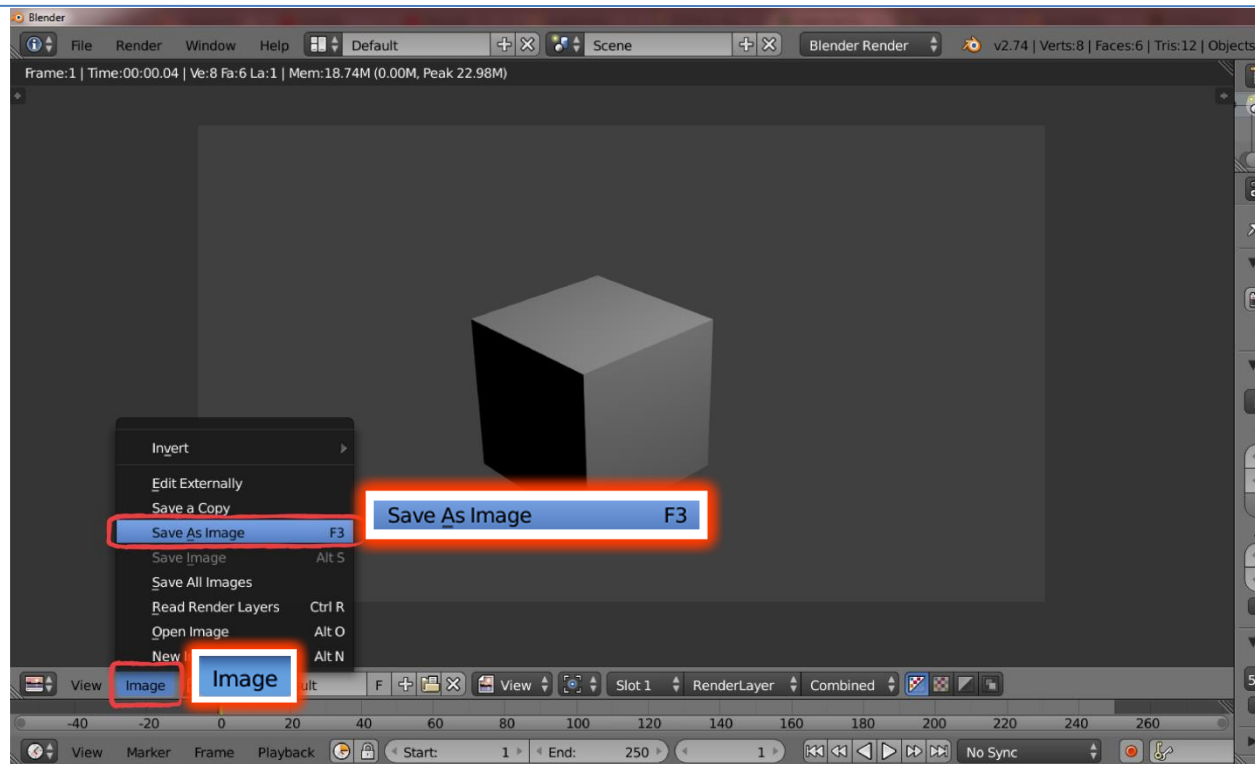 Blender
File Render Window Help Default Scene Blender Render v2.74 | Verts:8 | Faces:6 | Tris:12 | Objects
Frame:1 | Time:00:00.04 | Ve:8 Fa:6 La:1 | Mem:18.74M (0.00M, Peak 22.98M)
Invert
Edit Externally
Save a Copy
Save As Image F3
Save As Image F3
Save Image Alt S
Save All Images
Read Render Layers Ctrl R
Open Image Alt O
New Alt N
View Image Image F View Slot 1 RenderLayer Combined
-40 -20 0 20 40 60 80 100 120 140 160 180 200 220 240 260
View Marker Frame Playback Start: 1 End: 250 1 No Sync